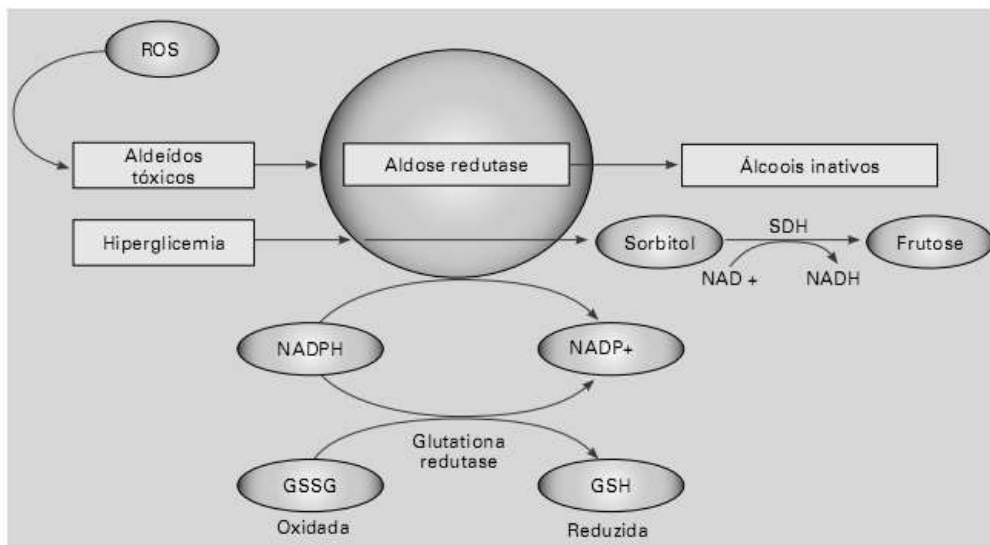 ROS
Aldeídos
tóxicos
Aldose redutase
Álcoois inativos
Hiperglicemia
Sorbitol
SDH
Frutose
NAD +
NADH
NADPH
NADP+
Glutationa
redutase
GSSG
GSH
Oxidada
Reduzida